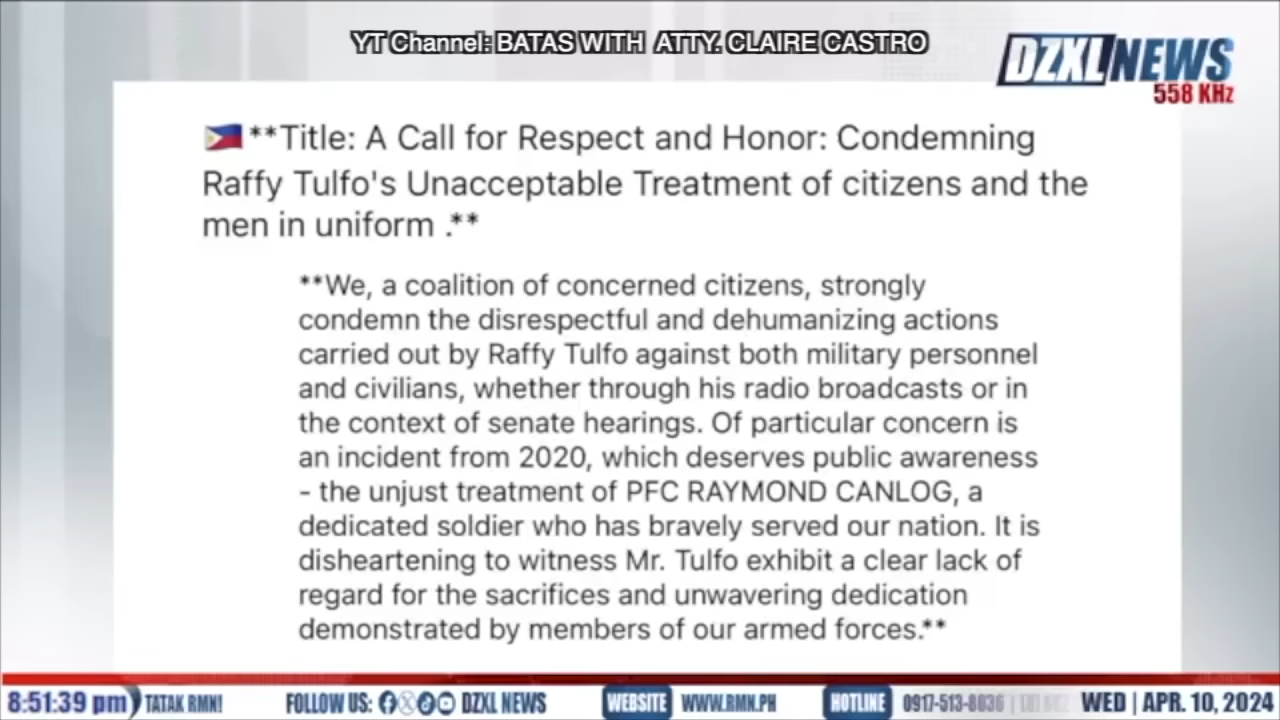 YT Channel: BATAS WITH ATTY. CLAIRE CASTRO
DZXL NEWS
558 KHz
🇵🇭**Title: A Call for Respect and Honor: Condemning
Raffy Tulfo's Unacceptable Treatment of citizens and the
men in uniform .**
**We, a coalition of concerned citizens, strongly
condemn the disrespectful and dehumanizing actions
carried out by Raffy Tulfo against both military personnel
and civilians, whether through his radio broadcasts or in
the context of senate hearings. Of particular concern is
an incident from 2020, which deserves public awareness
- the unjust treatment of PFC RAYMOND CANLOG, a
dedicated soldier who has bravely served our nation. It is
disheartening to witness Mr. Tulfo exhibit a clear lack of
regard for the sacrifices and unwavering dedication
demonstrated by members of our armed forces.**
8:51:39 pm TATAK RMN! FOLLOW US: DZXL NEWS WEBSITE WWW.RMN.PH HOTLINE 0917-513-8036 WED | APR. 10, 2024